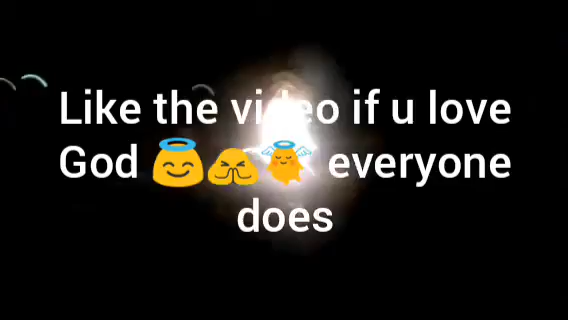 Like the video if u love
God 😇🙏👼 everyone
does